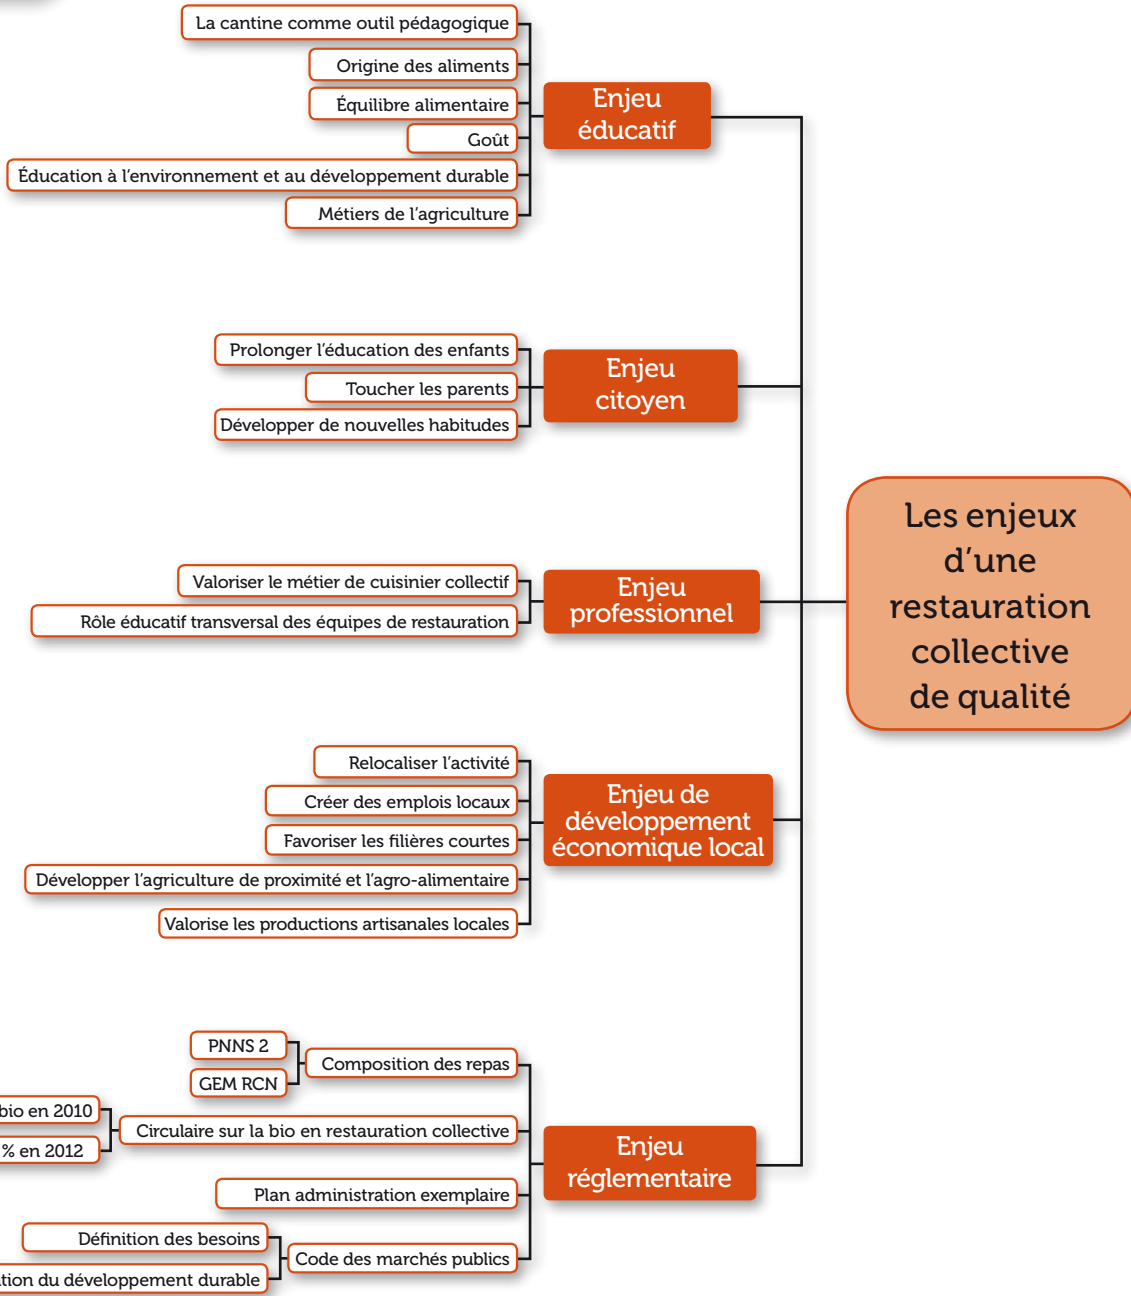 La cantine comme outil pédagogique
Origine des aliments
Équilibre alimentaire
Goût
Éducation à l’environnement et au développement durable
Métiers de l’agriculture
Enjeu
éducatif
Prolonger l’éducation des enfants
Toucher les parents
Développer de nouvelles habitudes
Enjeu
citoyen
Valoriser le métier de cuisinier collectif
Rôle éducatif transversal des équipes de restauration
Enjeu
professionnel
Les enjeux
d’une
restauration
collective
de qualité
Relocaliser l’activité
Créer des emplois locaux
Favoriser les filières courtes
Développer l’agriculture de proximité et l’agro-alimentaire
Valorise les productions artisanales locales
Enjeu de
développement
économique local
PNNS 2
GEM RCN
Composition des repas
bio en 2010
% en 2012
Circulaire sur la bio en restauration collective
Plan administration exemplaire
Définition des besoins
du développement durable
Code des marchés publics
Enjeu
réglementaire